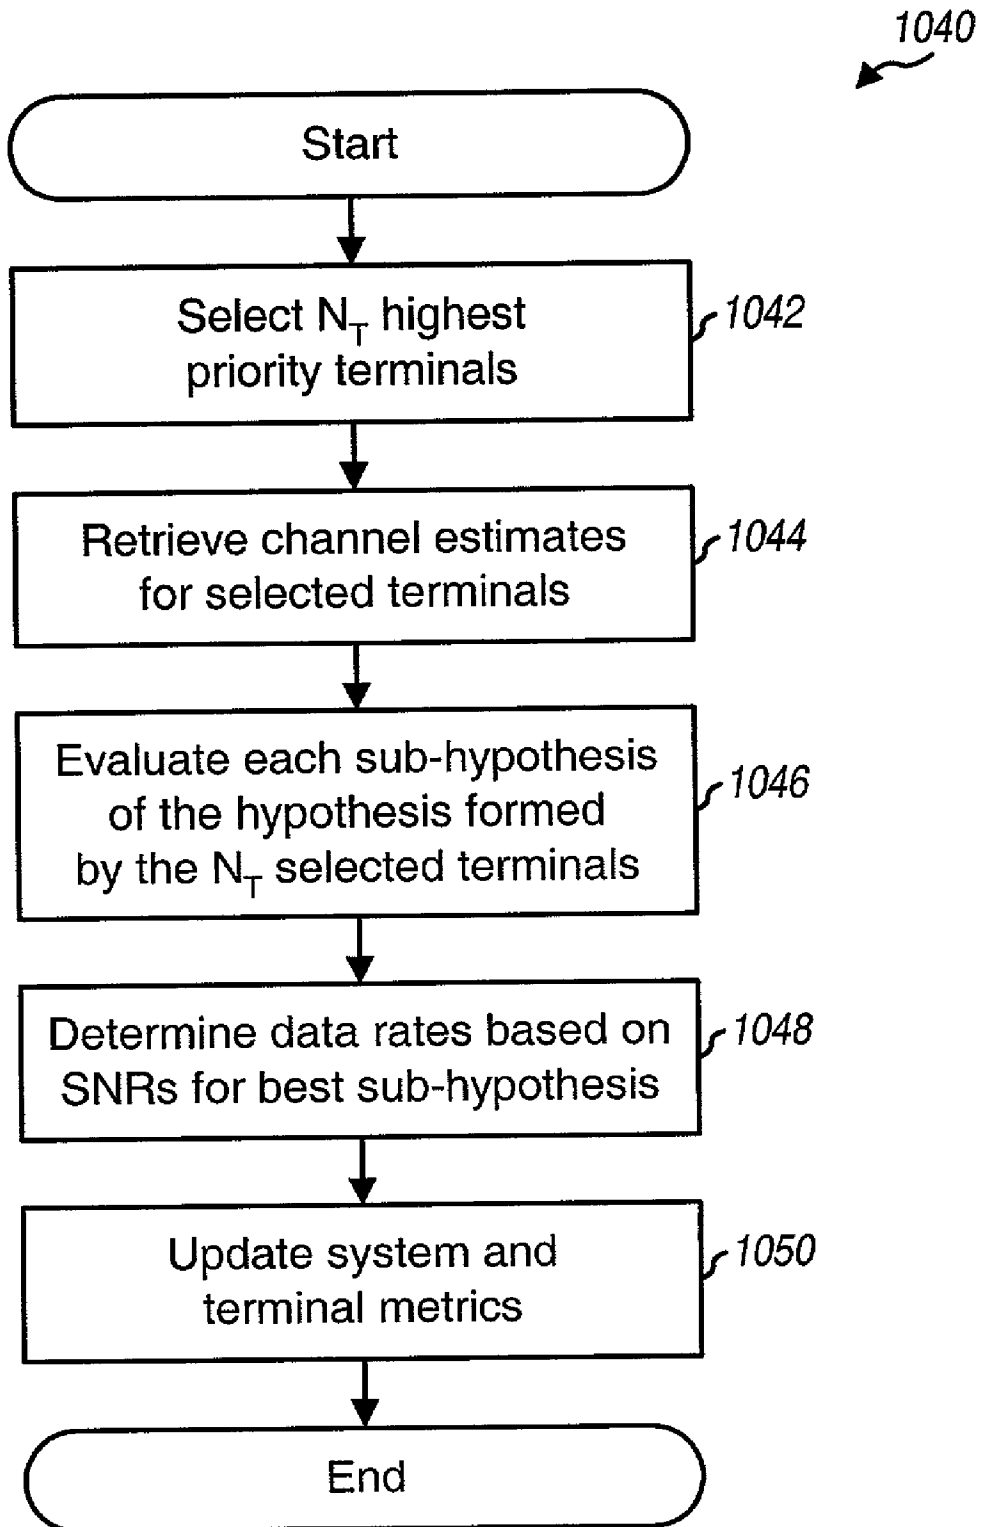 1040
Start
Select N_T highest
priority terminals
1042
Retrieve channel estimates
for selected terminals
1044
Evaluate each sub-hypothesis
of the hypothesis formed
by the N_T selected terminals
1046
Determine data rates based on
SNRs for best sub-hypothesis
1048
Update system and
terminal metrics
1050
End